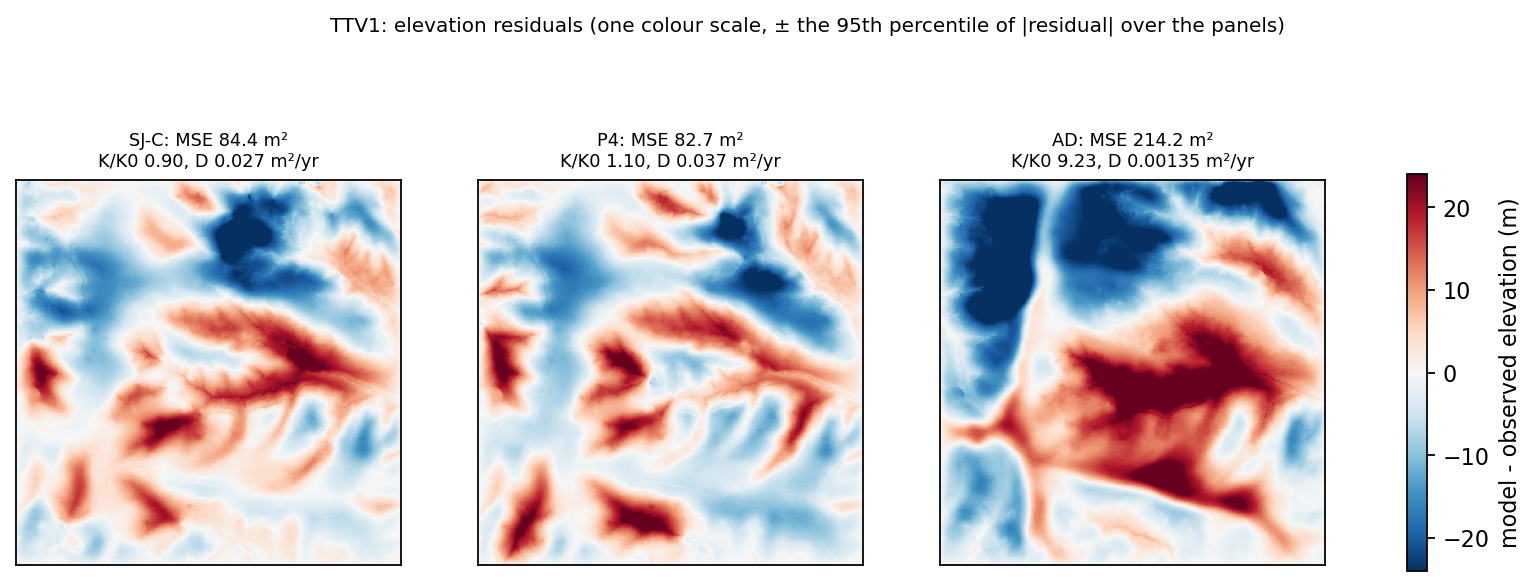 TTV1: elevation residuals (one colour scale, ± the 95th percentile of |residual| over the panels)
SJ-C: MSE 84.4 m²
K/K0 0.90, D 0.027 m²/yr
P4: MSE 82.7 m²
K/K0 1.10, D 0.037 m²/yr
AD: MSE 214.2 m²
K/K0 9.23, D 0.00135 m²/yr
20
10
0
−10
−20
model - observed elevation (m)